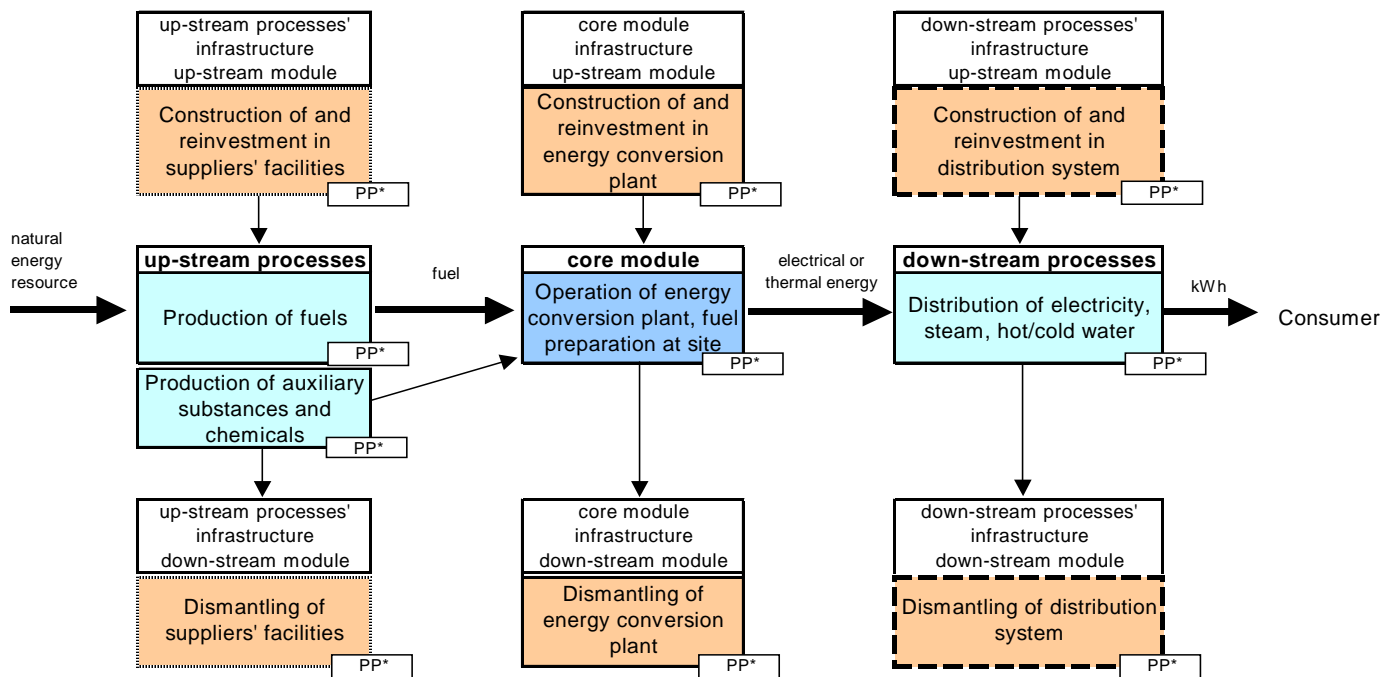 up-stream processes'
infrastructure
up-stream module
Construction of and
reinvestment in
suppliers' facilities
PP*
core module
infrastructure
up-stream module
Construction of and
reinvestment in
energy conversion
plant
PP*
down-stream processes'
infrastructure
up-stream module
Construction of and
reinvestment in
distribution system
PP*
natural
energy
resource
up-stream processes
Production of fuels
PP*
Production of auxiliary
substances and
chemicals
PP*
fuel
core module
Operation of energy
conversion plant, fuel
preparation at site
PP*
electrical or
thermal energy
down-stream processes
Distribution of electricity,
steam, hot/cold water
PP*
kWh
Consumer
up-stream processes'
infrastructure
down-stream module
Dismantling of
suppliers' facilities
PP*
core module
infrastructure
down-stream module
Dismantling of
energy conversion
plant
PP*
down-stream processes'
infrastructure
down-stream module
Dismantling of distribution
system
PP*